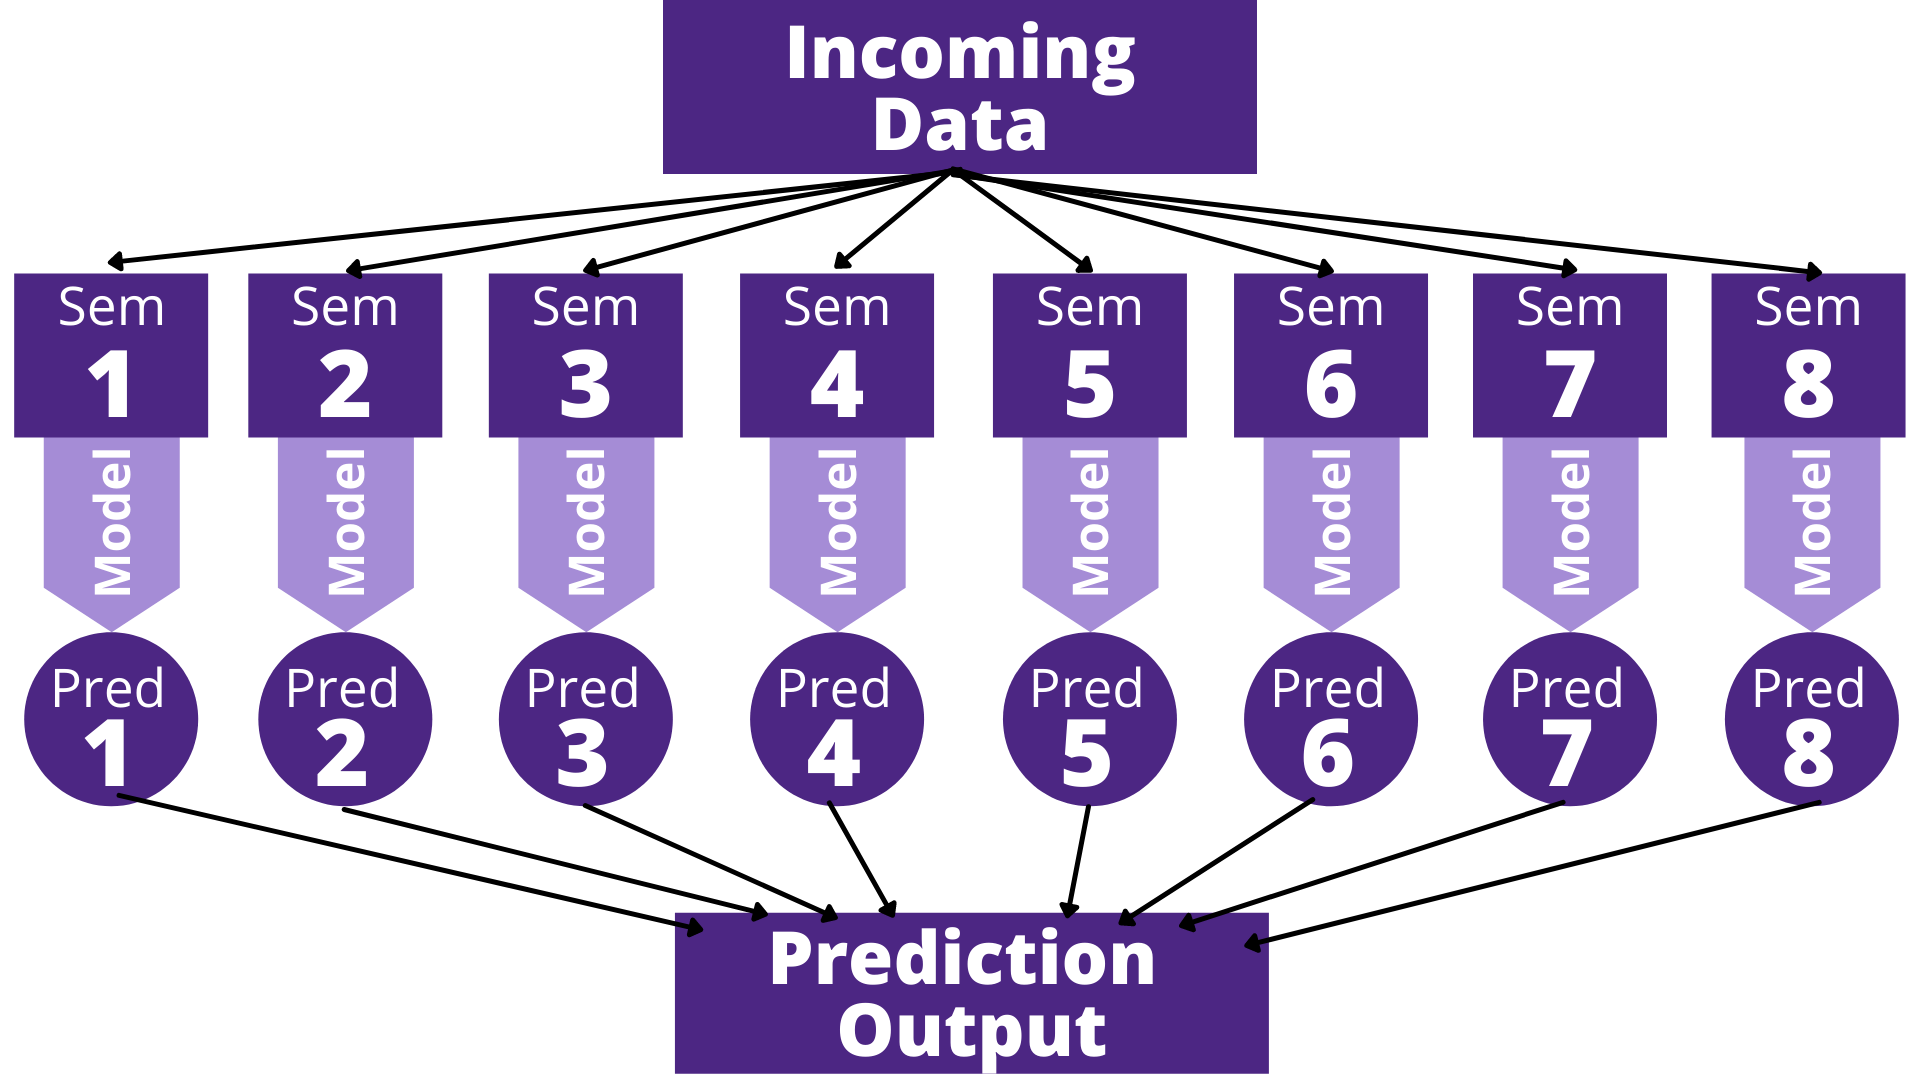 Incoming
Data
Sem Sem Sem Sem Sem Sem Sem Sem
1 2 3 4 5 6 7 8
Model Model Model Model Model Model Model Model
Pred Pred Pred Pred Pred Pred Pred Pred
1 2 3 4 5 6 7 8
Prediction
Output